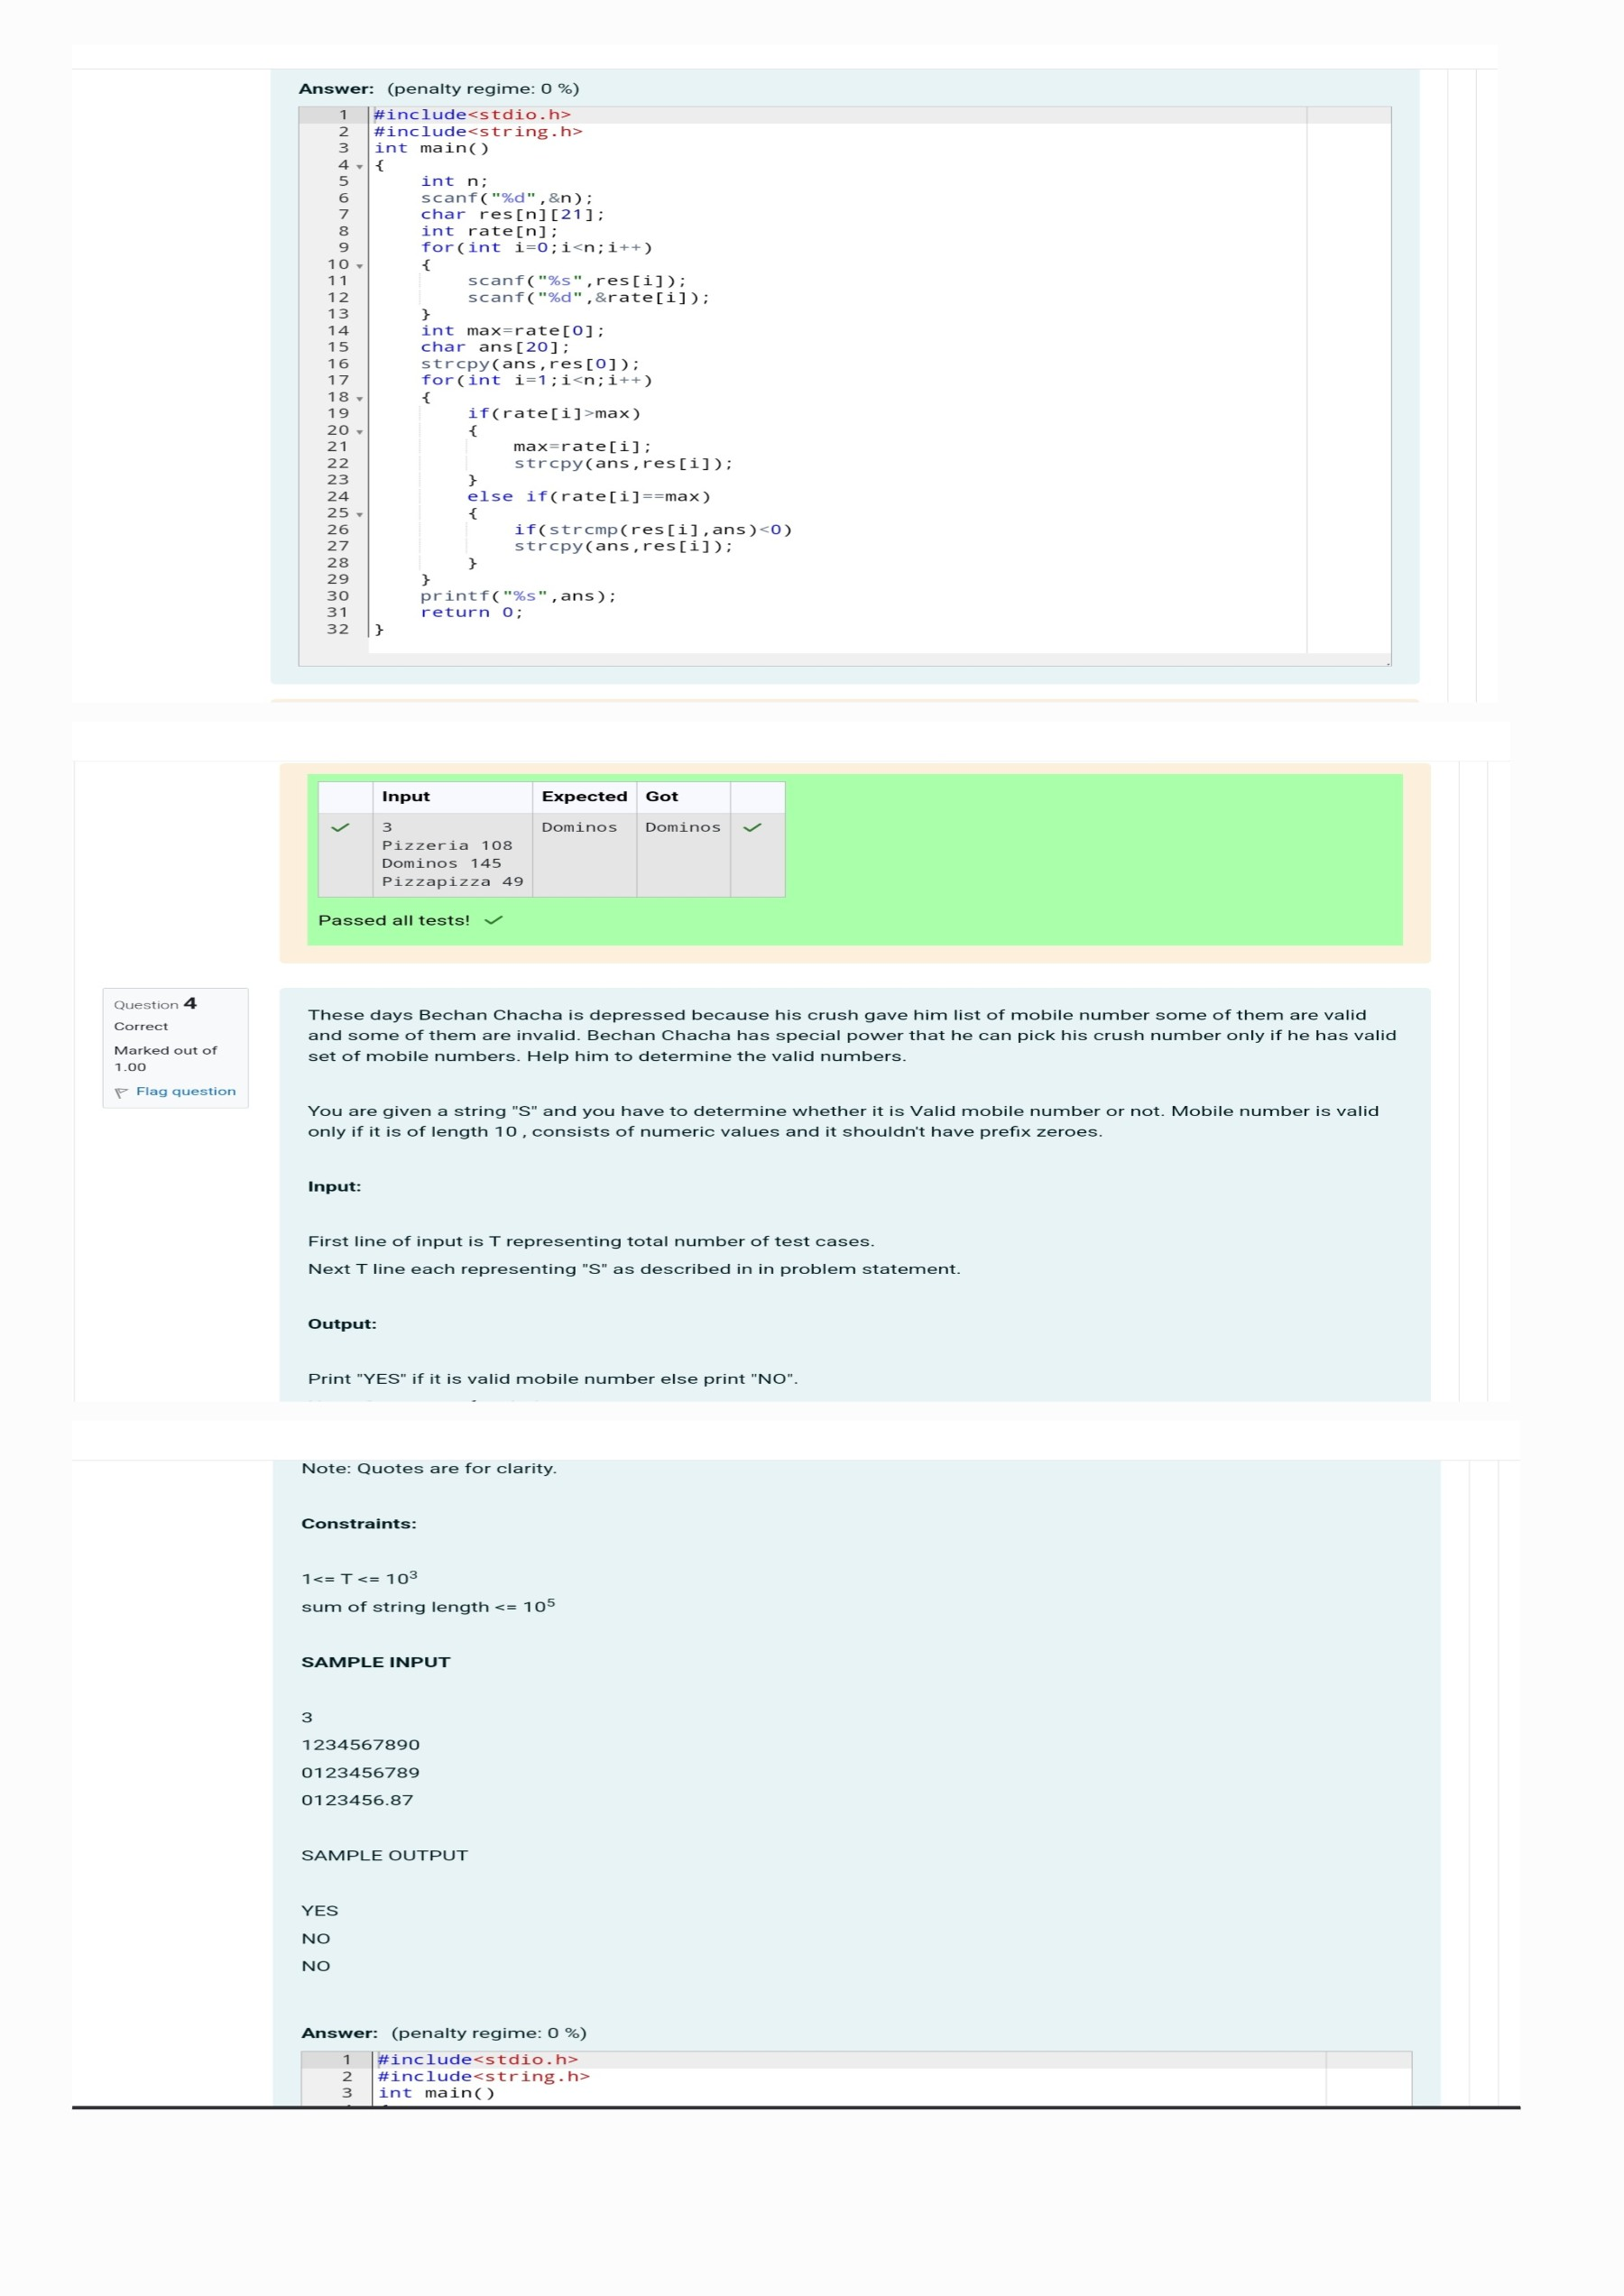 Answer: (penalty regime: 0 %)
1 #include<stdio.h>
2 #include<string.h>
3 int main()
4 {
5     int n;
6     scanf("%d",&n);
7     char res[n][21];
8     int rate[n];
9     for(int i=0;i<n;i++)
10     {
11         scanf("%s",res[i]);
12         scanf("%d",&rate[i]);
13     }
14     int max=rate[0];
15     char ans[20];
16     strcpy(ans,res[0]);
17     for(int i=1;i<n;i++)
18     {
19         if(rate[i]>max)
20         {
21             max=rate[i];
22             strcpy(ans,res[i]);
23         }
24         else if(rate[i]==max)
25         {
26             if(strcmp(res[i],ans)<0)
27             strcpy(ans,res[i]);
28         }
29     }
30     printf("%s",ans);
31     return 0;
32 }
Input Expected Got
3 Dominos Dominos
Pizzeria 108
Dominos 145
Pizzapizza 49
Passed all tests!
Question 4
Correct
Marked out of
1.00
Flag question
These days Bechan Chacha is depressed because his crush gave him list of mobile number some of them are valid
and some of them are invalid. Bechan Chacha has special power that he can pick his crush number only if he has valid
set of mobile numbers. Help him to determine the valid numbers.
You are given a string "S" and you have to determine whether it is Valid mobile number or not. Mobile number is valid
only if it is of length 10 , consists of numeric values and it shouldn't have prefix zeroes.
Input:
First line of input is T representing total number of test cases.
Next T line each representing "S" as described in in problem statement.
Output:
Print "YES" if it is valid mobile number else print "NO".
Note: Quotes are for clarity.
Constraints:
1<= T <= 10³
sum of string length <= 10⁵
SAMPLE INPUT
3
1234567890
0123456789
0123456.87
SAMPLE OUTPUT
YES
NO
NO
Answer: (penalty regime: 0 %)
1 #include<stdio.h>
2 #include<string.h>
3 int main()